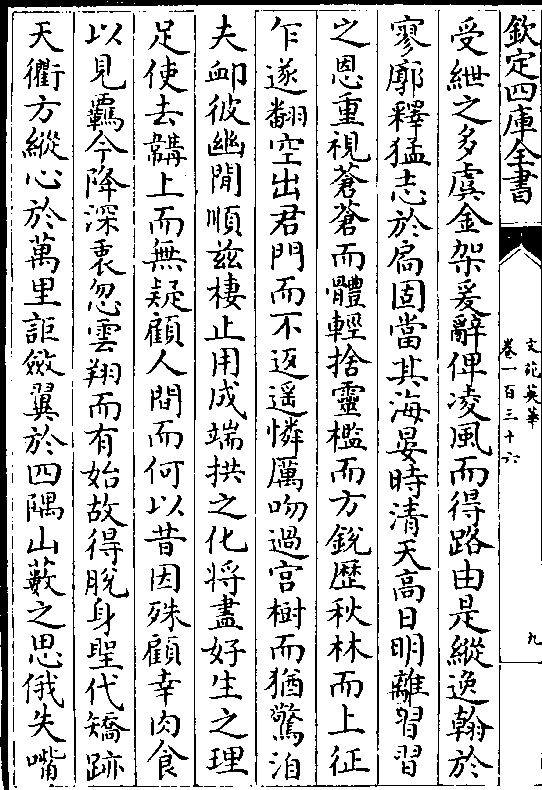 欽定四庫全書
文苑英華
卷一百三十六
九
受紲之多虞金架爰辭俾凌風而得路由是縱逸翰於
寥廓釋猛志於扃固當其海晏時清天高日明離習習
之恩重視蒼蒼而體輕捨靈檻而方銳歷秋林而上征
乍遂翻空出君門而不返遥憐厲吻過宫樹而猶驚洎
夫卹彼幽閒順兹棲止用成端拱之化將盡好生之理
足使去韝上而無疑顧人間而何以昔因殊顧幸肉食
以見羈今降深衷忽雲翔而有始故得脫身聖代矯跡
天衢方縱心於萬里詎斂翼於四隅山藪之思俄失嘴